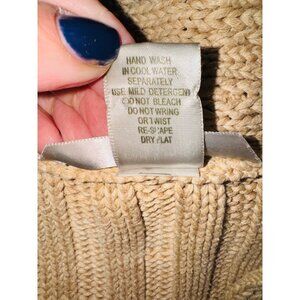 HAND WASH
IN COOL WATER
SEPARATELY
USE MILD DETERGENT
DO NOT BLEACH
DO NOT WRING
OR TWIST
RE-SHAPE
DRY FLAT